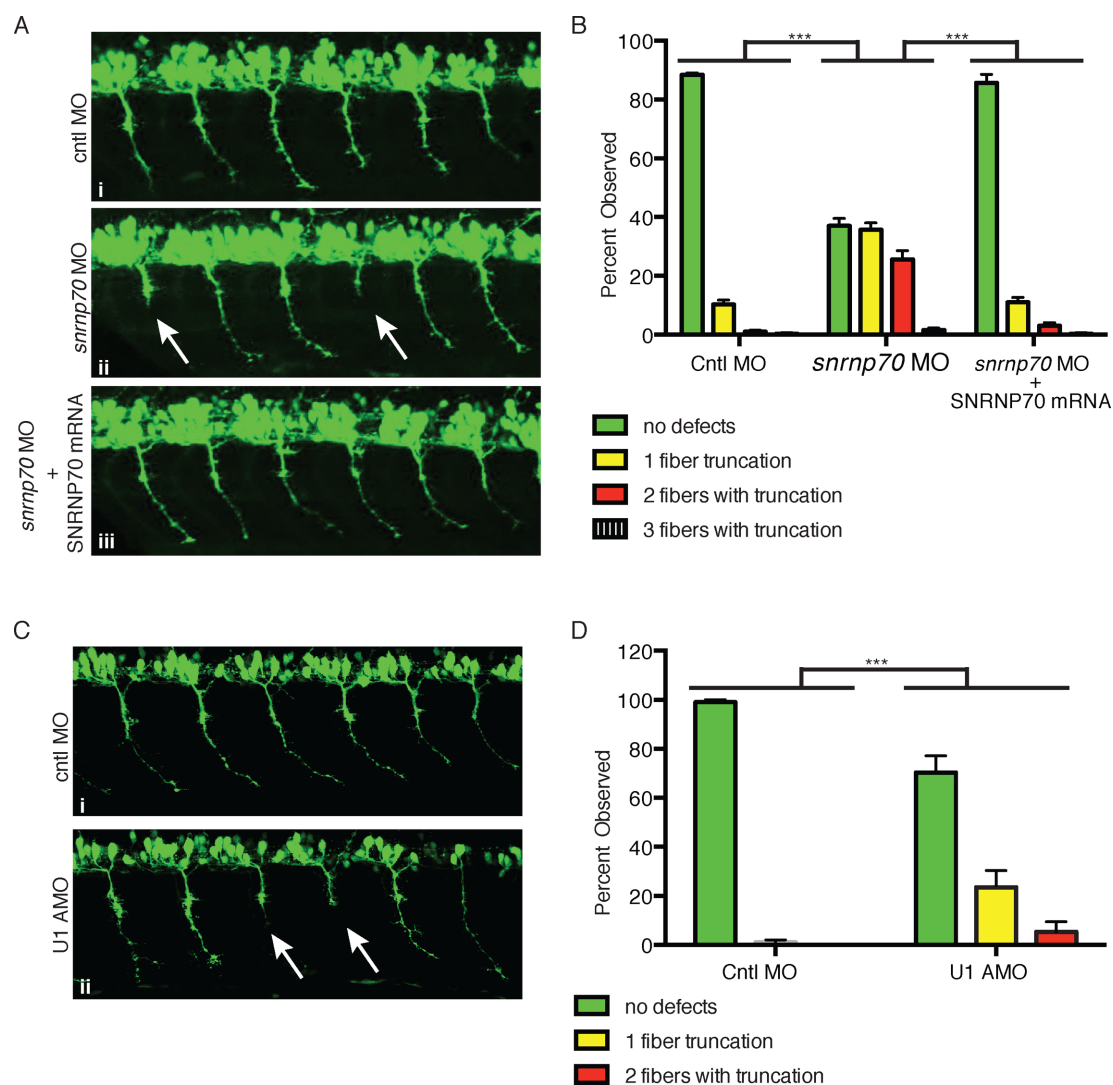 A
cntl MO
i
snrnp70 MO
ii
snrnp70 MO
+
SNRNP70 mRNA
iii
B
***
***
100
80
60
40
20
0
Percent Observed
Cntl MO
snrnp70 MO
snrnp70 MO
+
SNRNP70 mRNA
no defects
1 fiber truncation
2 fibers with truncation
3 fibers with truncation
C
cntl MO
i
U1 AMO
ii
D
***
120
100
80
60
40
20
0
Percent Observed
Cntl MO
U1 AMO
no defects
1 fiber truncation
2 fibers with truncation